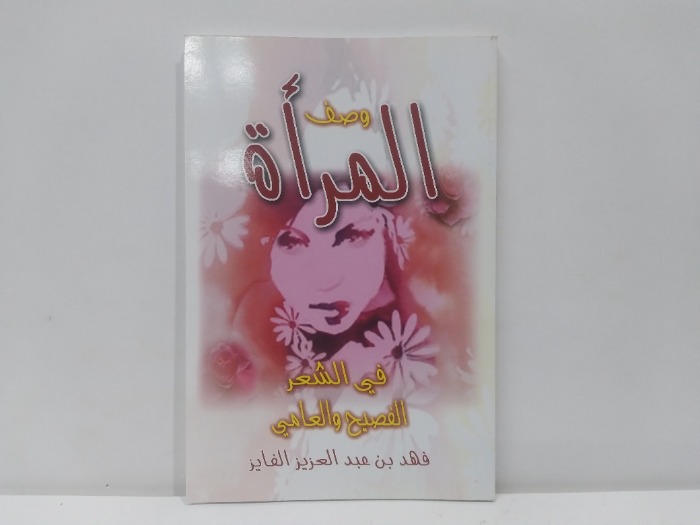 وصف
المرأة
في الشعر
الفصيح والعامي
فهد بن عبد العزيز الفايز